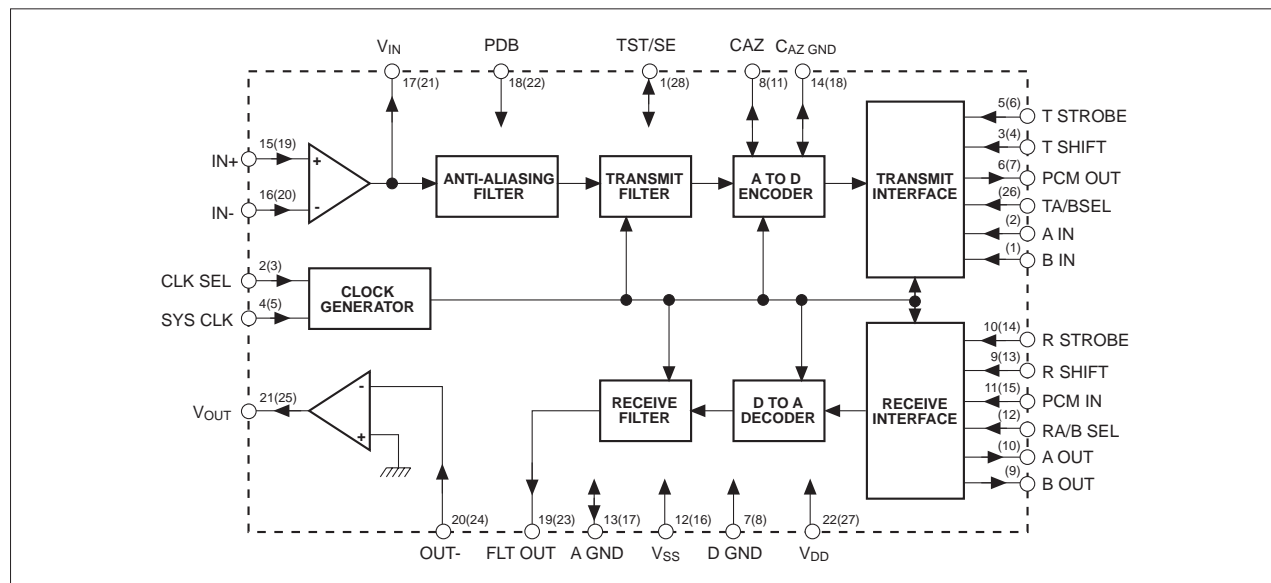 V_IN PDB TST/SE CAZ C_AZ GND
17(21) 18(22) 1(28) 8(11) 14(18)
5(6) T STROBE
3(4) T SHIFT
6(7) PCM OUT
(26) TA/BSEL
(2) A IN
(1) B IN
IN+ 15(19)
IN- 16(20)
+
-
ANTI-ALIASING
FILTER
TRANSMIT
FILTER
A TO D
ENCODER
TRANSMIT
INTERFACE
CLK SEL 2(3)
SYS CLK 4(5)
CLOCK
GENERATOR
10(14) R STROBE
9(13) R SHIFT
11(15) PCM IN
(12) RA/B SEL
(10) A OUT
(9) B OUT
V_OUT 21(25)
-
+
RECEIVE
FILTER
D TO A
DECODER
RECEIVE
INTERFACE
20(24) 19(23) 13(17) 12(16) 7(8) 22(27)
OUT- FLT OUT A GND V_SS D GND V_DD